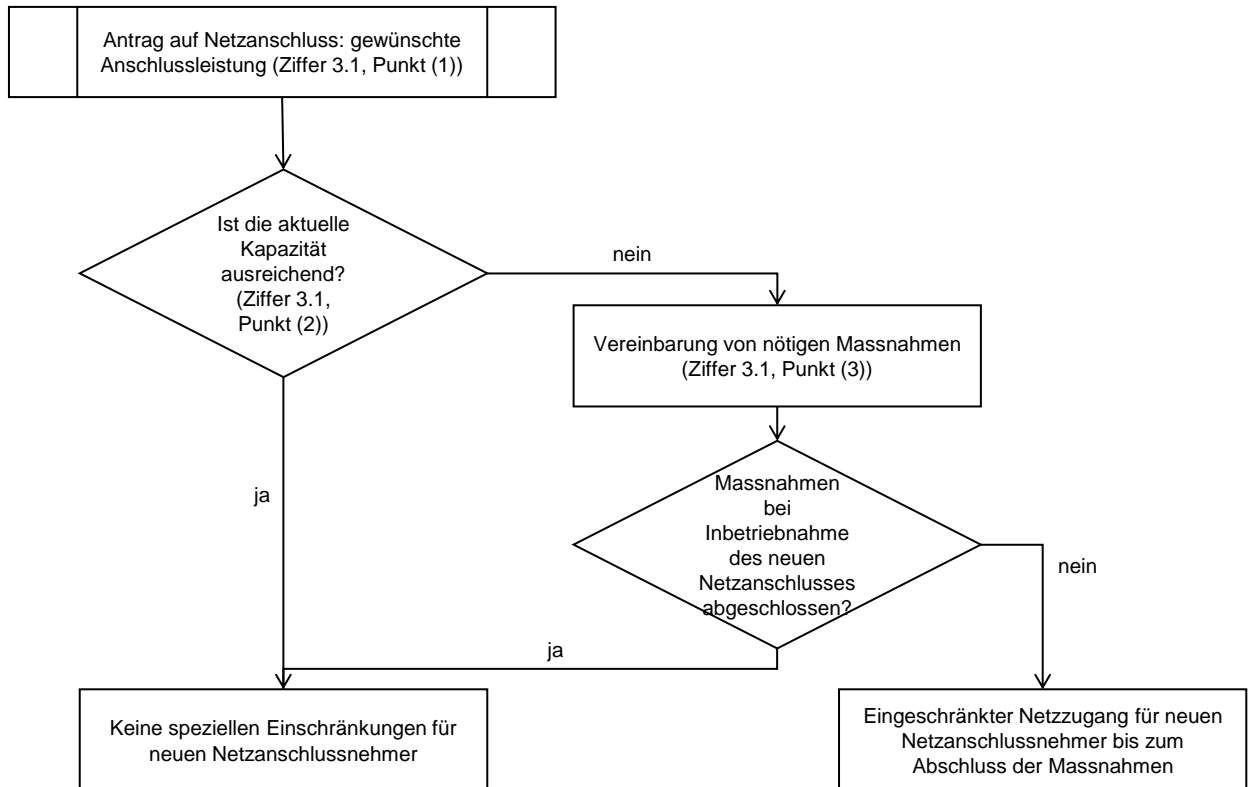 Antrag auf Netzanschluss: gewünschte
Anschlussleistung (Ziffer 3.1, Punkt (1))
Ist die aktuelle
Kapazität
ausreichend?
(Ziffer 3.1,
Punkt (2))
nein
Vereinbarung von nötigen Massnahmen
(Ziffer 3.1, Punkt (3))
ja
Massnahmen
bei
Inbetriebnahme
des neuen
Netzanschlusses
abgeschlossen?
nein
ja
Keine speziellen Einschränkungen für
neuen Netzanschlussnehmer
Eingeschränkter Netzzugang für neuen
Netzanschlussnehmer bis zum
Abschluss der Massnahmen